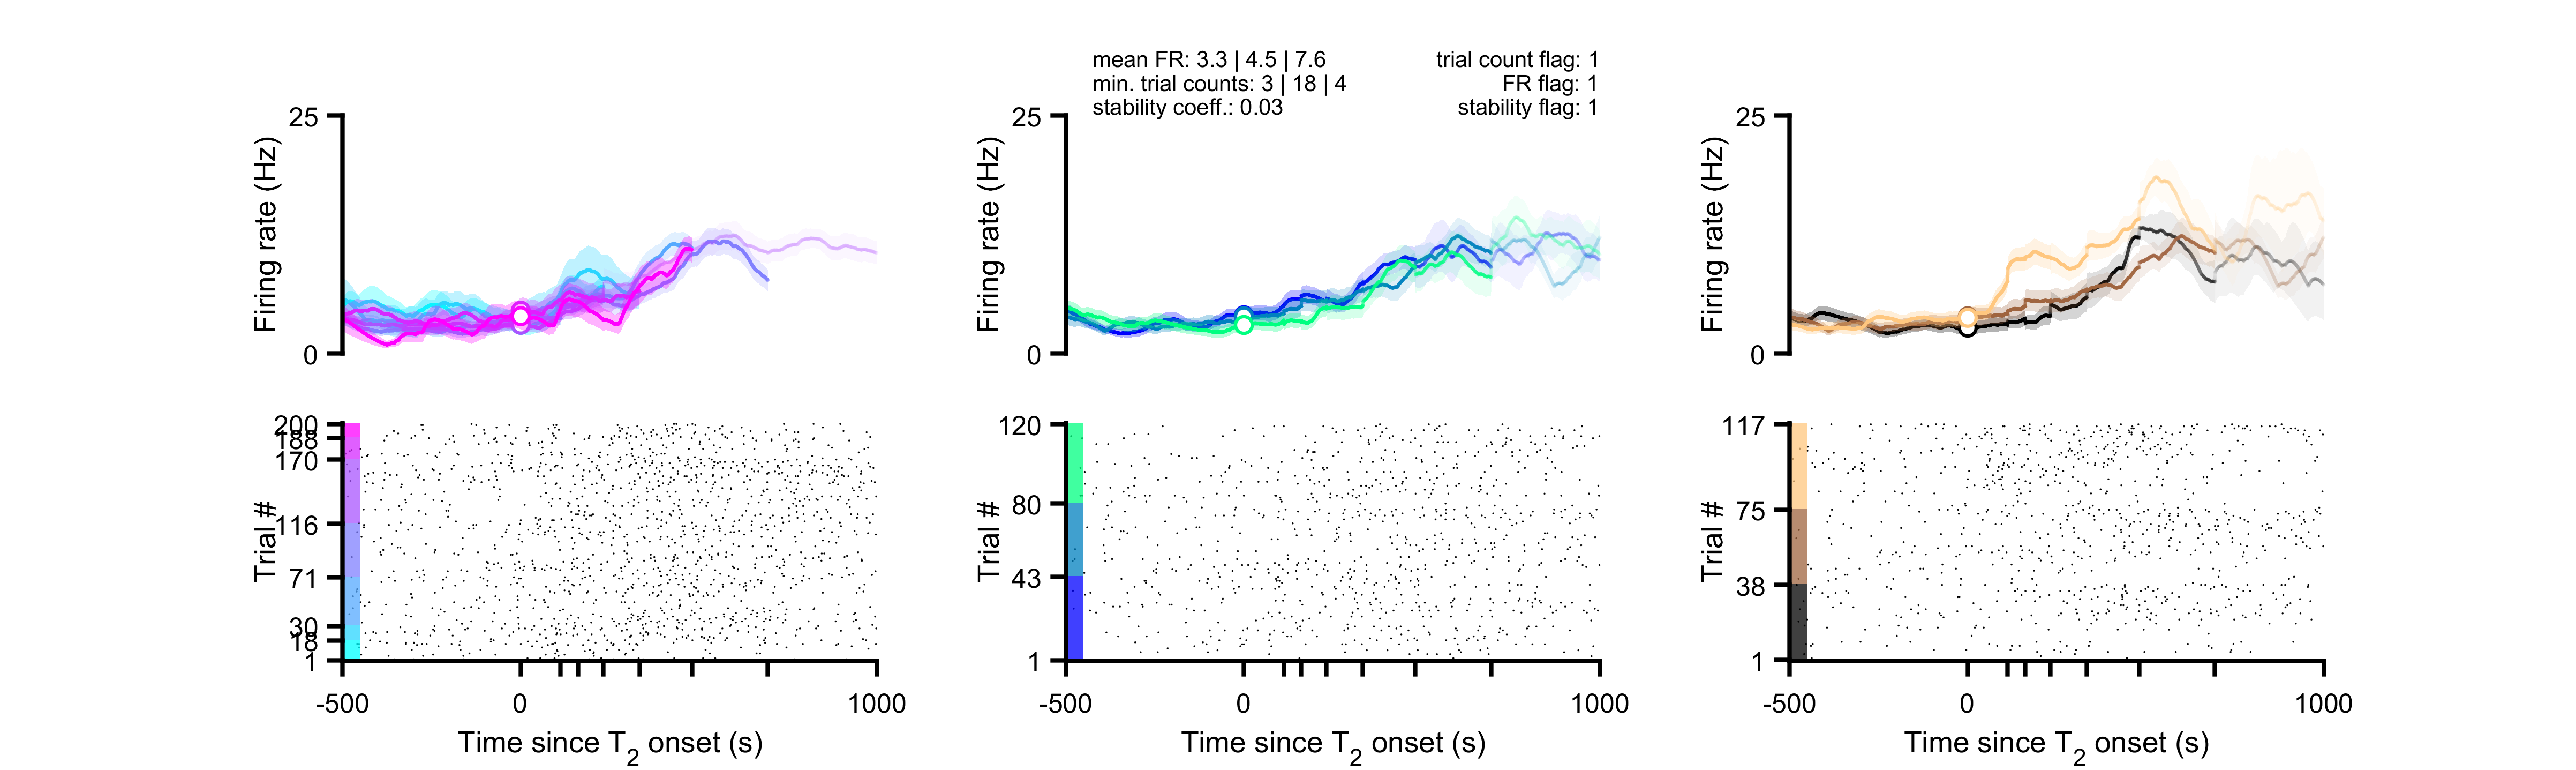 mean FR: 3.3 | 4.5 | 7.6
min. trial counts: 3 | 18 | 4
stability coeff.: 0.03
trial count flag: 1
FR flag: 1
stability flag: 1
25
Firing rate (Hz)
0
25
Firing rate (Hz)
0
25
Firing rate (Hz)
0
200
188
170
116
71
30
18
1
Trial #
-500 0 1000
Time since T2 onset (s)
120
80
43
1
Trial #
-500 0 1000
Time since T2 onset (s)
117
75
38
1
Trial #
-500 0 1000
Time since T2 onset (s)